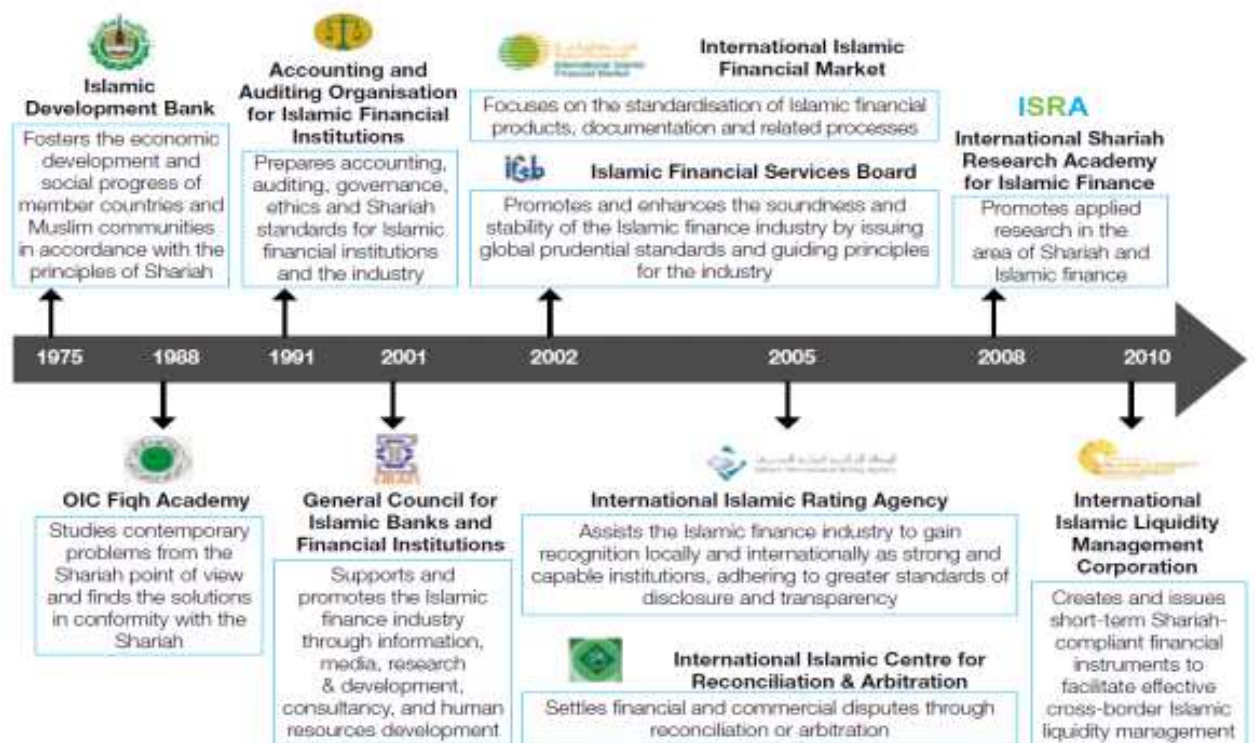 Islamic
Development Bank
Fosters the economic
development and
social progress of
member countries and
Muslim communities
in accordance with the
principles of Shariah
Accounting and
Auditing Organisation
for Islamic Financial
Institutions
Prepares accounting,
auditing, governance,
ethics and Shariah
standards for Islamic
financial institutions
and the industry
International Islamic
Financial Market
International Islamic
Financial Market
Focuses on the standardisation of Islamic financial
products, documentation and related processes
ifsb
Islamic Financial Services Board
Promotes and enhances the soundness and
stability of the Islamic finance industry by issuing
global prudential standards and guiding principles
for the industry
ISRA
International Shariah
Research Academy
for Islamic Finance
Promotes applied
research in the
area of Shariah and
Islamic finance
1975 1988 1991 2001 2002 2005 2008 2010
OIC Fiqh Academy
Studies contemporary
problems from the
Shariah point of view
and finds the solutions
in conformity with the
Shariah
General Council for
Islamic Banks and
Financial Institutions
Supports and
promotes the Islamic
finance industry
through information,
media, research
& development,
consultancy, and human
resources development
International Islamic Rating Agency
Assists the Islamic finance industry to gain
recognition locally and internationally as strong and
capable institutions, adhering to greater standards of
disclosure and transparency
International Islamic Centre for
Reconciliation & Arbitration
Settles financial and commercial disputes through
reconciliation or arbitration
International
Islamic Liquidity
Management
Corporation
Creates and issues
short-term Shariah-
compliant financial
instruments to
facilitate effective
cross-border Islamic
liquidity management